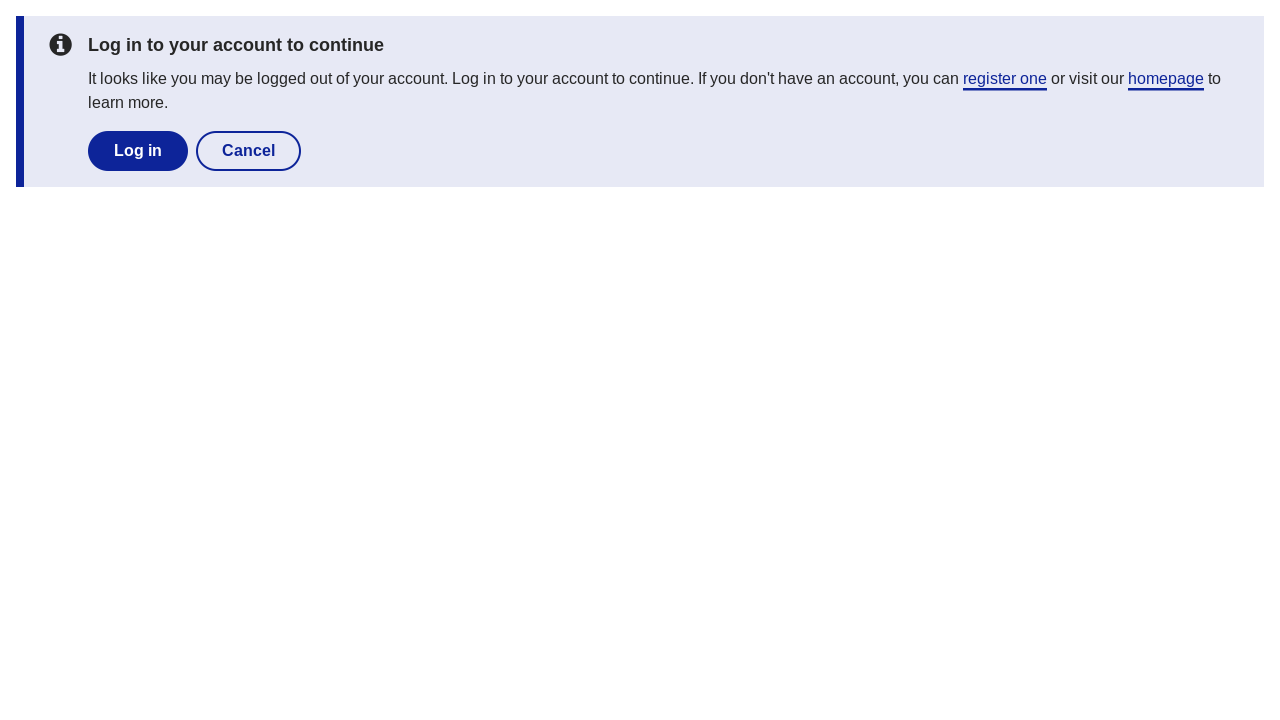 Log in to your account to continue
It looks like you may be logged out of your account. Log in to your account to continue. If you don't have an account, you can register one or visit our homepage to
learn more.
Log in
Cancel